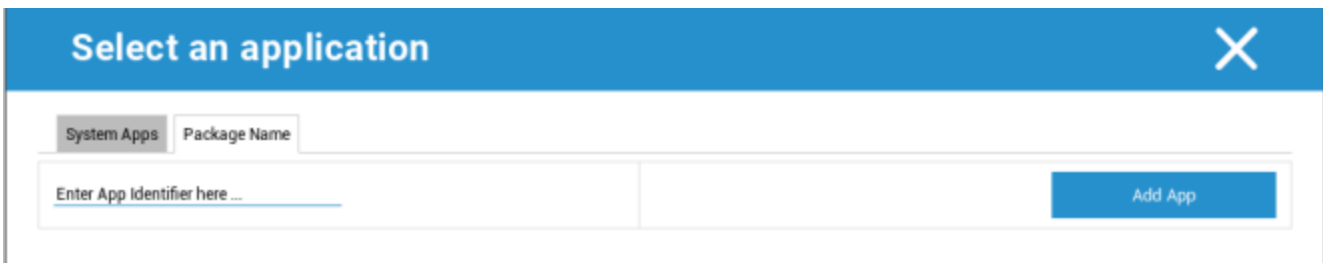 Select an application
System Apps Package Name
Enter App Identifier here ... Add App